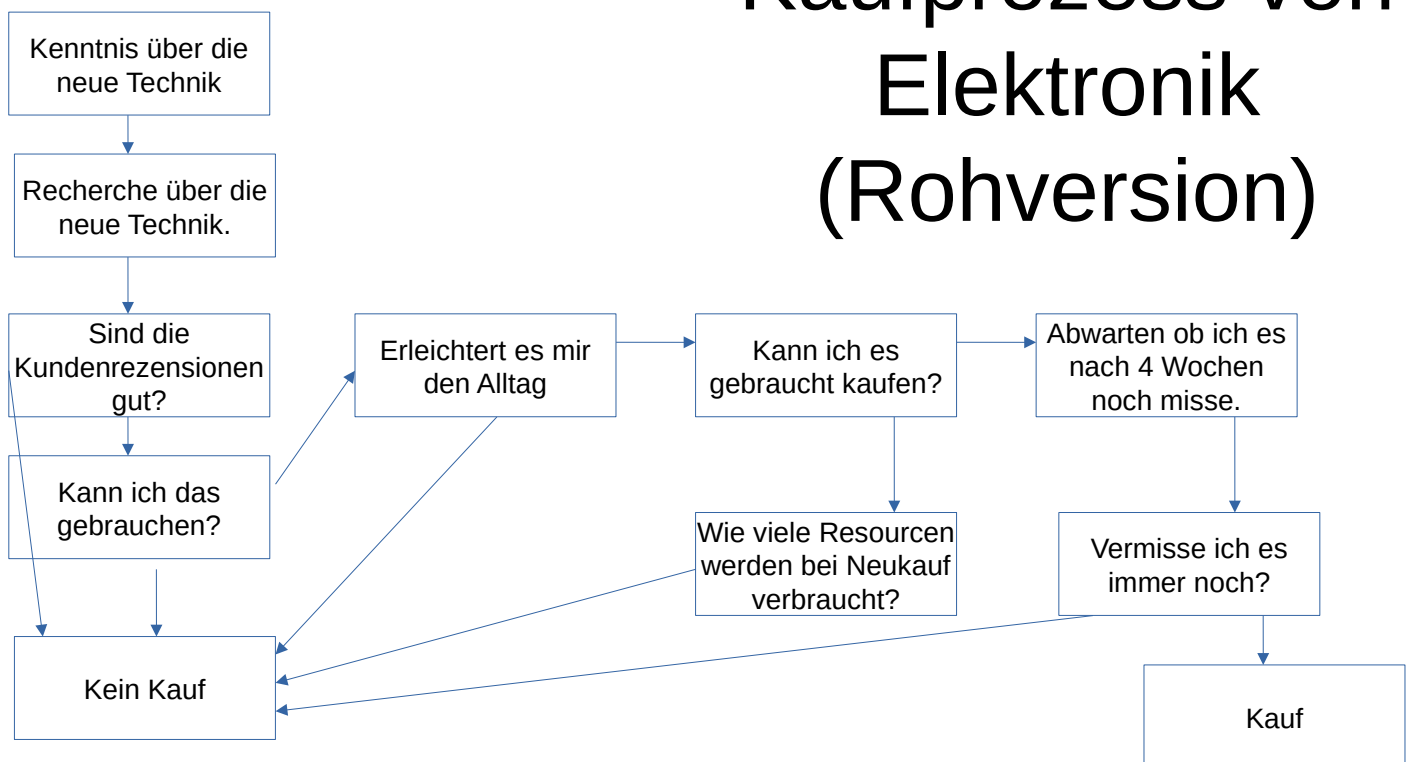 Kaufprozess von
Elektronik
(Rohversion)
Kenntnis über die
neue Technik
Recherche über die
neue Technik.
Sind die
Kundenrezensionen
gut?
Kann ich das
gebrauchen?
Kein Kauf
Erleichtert es mir
den Alltag
Kann ich es
gebraucht kaufen?
Wie viele Resourcen
werden bei Neukauf
verbraucht?
Abwarten ob ich es
nach 4 Wochen
noch misse.
Vermisse ich es
immer noch?
Kauf